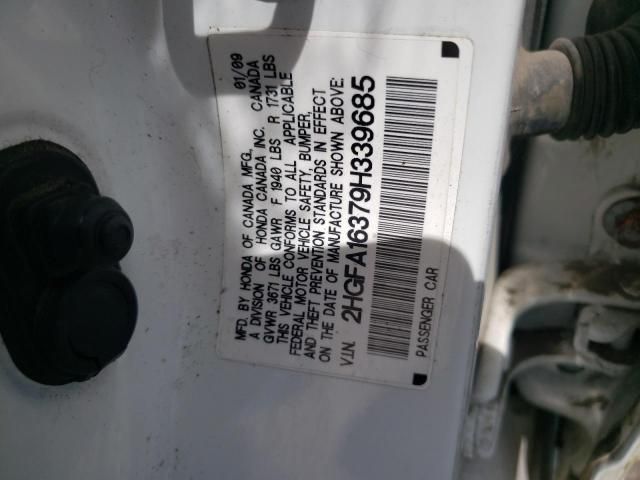 MFD. BY HONDA OF CANADA MFG., 01/09
A DIVISION OF HONDA CANADA INC. CANADA
GVWR 3671 LBS GAWR F 1940 LBS R 1731 LBS
THIS VEHICLE CONFORMS TO ALL APPLICABLE
FEDERAL MOTOR VEHICLE SAFETY, BUMPER,
AND THEFT PREVENTION STANDARDS IN EFFECT
ON THE DATE OF MANUFACTURE SHOWN ABOVE.
V.I.N. 2HGFA16379H339685
PASSENGER CAR